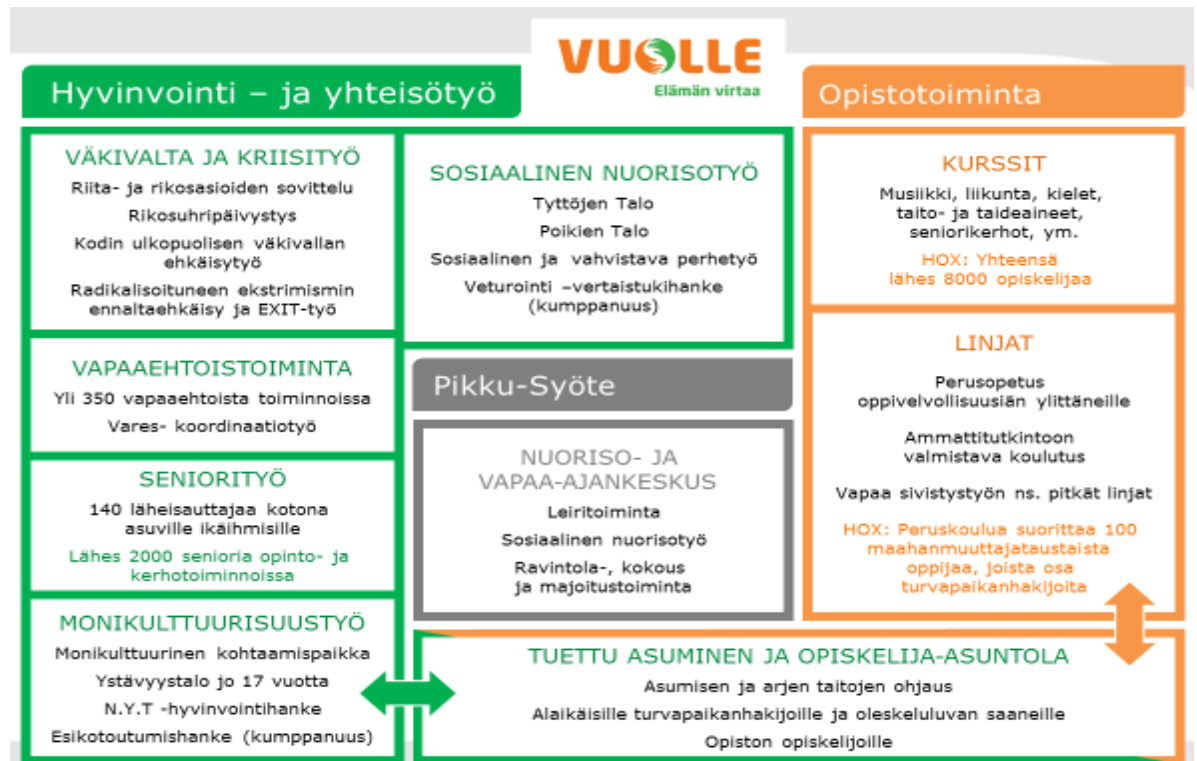 VUOLLE
Elämän virtaa
Hyvinvointi – ja yhteisötyö
VÄKIVALTA JA KRIISITYÖ
Riita- ja rikosasioiden sovittelu
Rikosuhripäivystys
Kodin ulkopuolisen väkivallan
ehkäisytyö
Radikalisoituneen ekstrimismin
ennaltaehkäisy ja EXIT-työ
SOSIAALINEN NUORISOTYÖ
Tyttöjen Talo
Poikien Talo
Sosiaalinen ja vahvistava perhetyö
Veturointi –vertaistukihanke
(kumppanuus)
VAPAAEHTOISTOIMINTA
Yli 350 vapaaehtoista toiminnoissa
Vares- koordinaatiotyö
SENIORITYÖ
140 läheisauttajaa kotona
asuville ikäihmisille
Lähes 2000 senioria opinto- ja
kerhotoiminnoissa
MONIKULTTUURISUUSTYÖ
Monikulttuurinen kohtaamispaikka
Ystävyystalo jo 17 vuotta
N.Y.T -hyvinvointihanke
Esikotoutumishanke (kumppanuus)
Pikku-Syöte
NUORISO- JA
VAPAA-AJANKESKUS
Leiritoiminta
Sosiaalinen nuorisotyö
Ravintola-, kokous
ja majoitustoiminta
Opistotoiminta
KURSSIT
Musiikki, liikunta, kielet,
taito- ja taideaineet,
seniorikerhot, ym.
HOX: Yhteensä
lähes 8000 opiskelijaa
LINJAT
Perusopetus
oppivelvollisuusiän ylittäneille
Ammattitutkintoon
valmistava koulutus
Vapaa sivistystyön ns. pitkät linjat
HOX: Peruskoulua suorittaa 100
maahanmuuttajataustaista
oppijaa, joista osa
turvapaikanhakijoita
TUETTU ASUMINEN JA OPISKELIJA-ASUNTOLA
Asumisen ja arjen taitojen ohjaus
Alaikäisille turvapaikanhakijoille ja oleskeluluvan saaneille
Opiston opiskelijoille